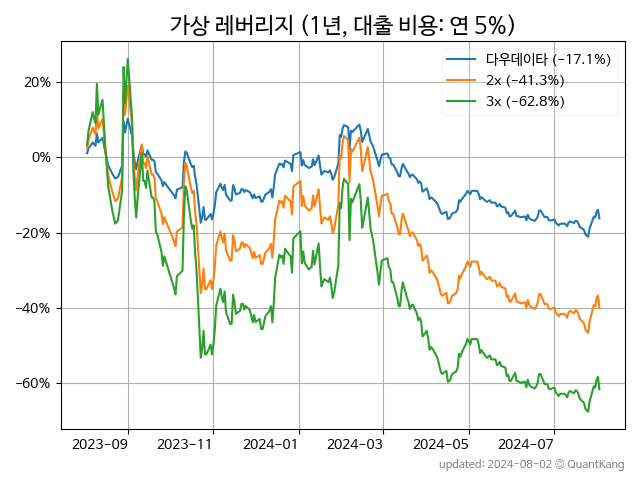 가상 레버리지 (1년, 대출 비용: 연 5%)
다우데이타 (−17.1%)
2x (−41.3%)
3x (−62.8%)
20%
0%
−20%
−40%
−60%
2023-09 2023-11 2024-01 2024-03 2024-05 2024-07
updated: 2024-08-02 © QuantKang